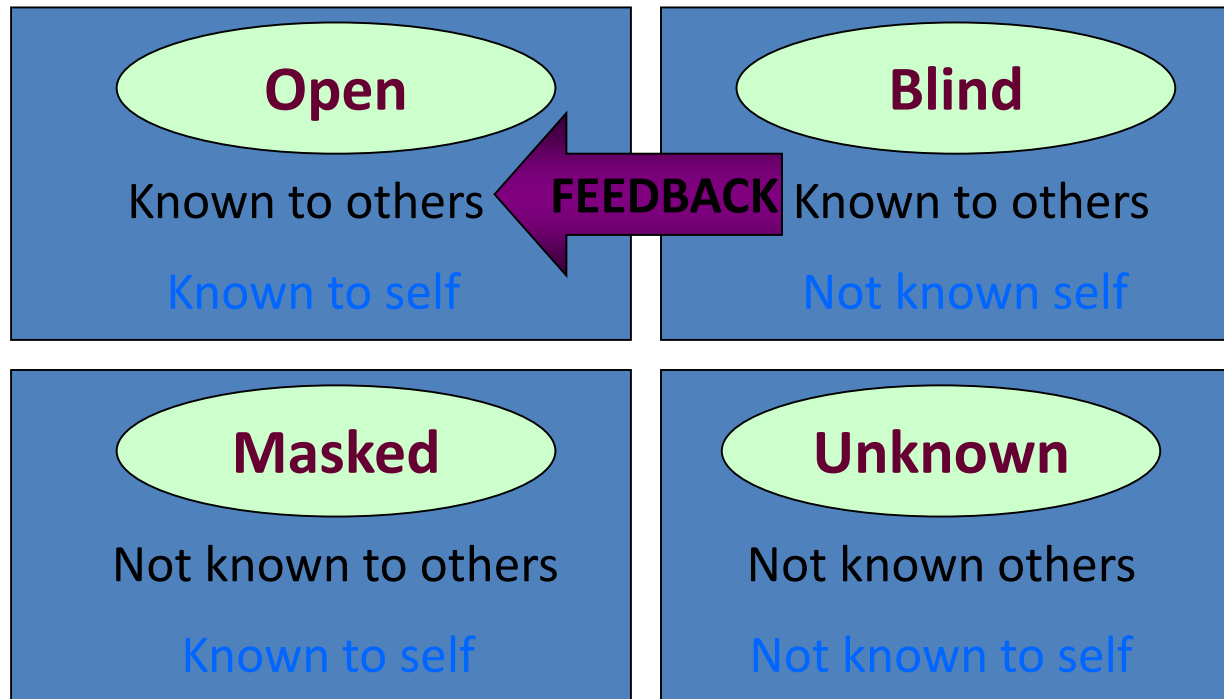 Open
Known to others
Known to self
FEEDBACK
Blind
Known to others
Not known self
Masked
Not known to others
Known to self
Unknown
Not known others
Not known to self